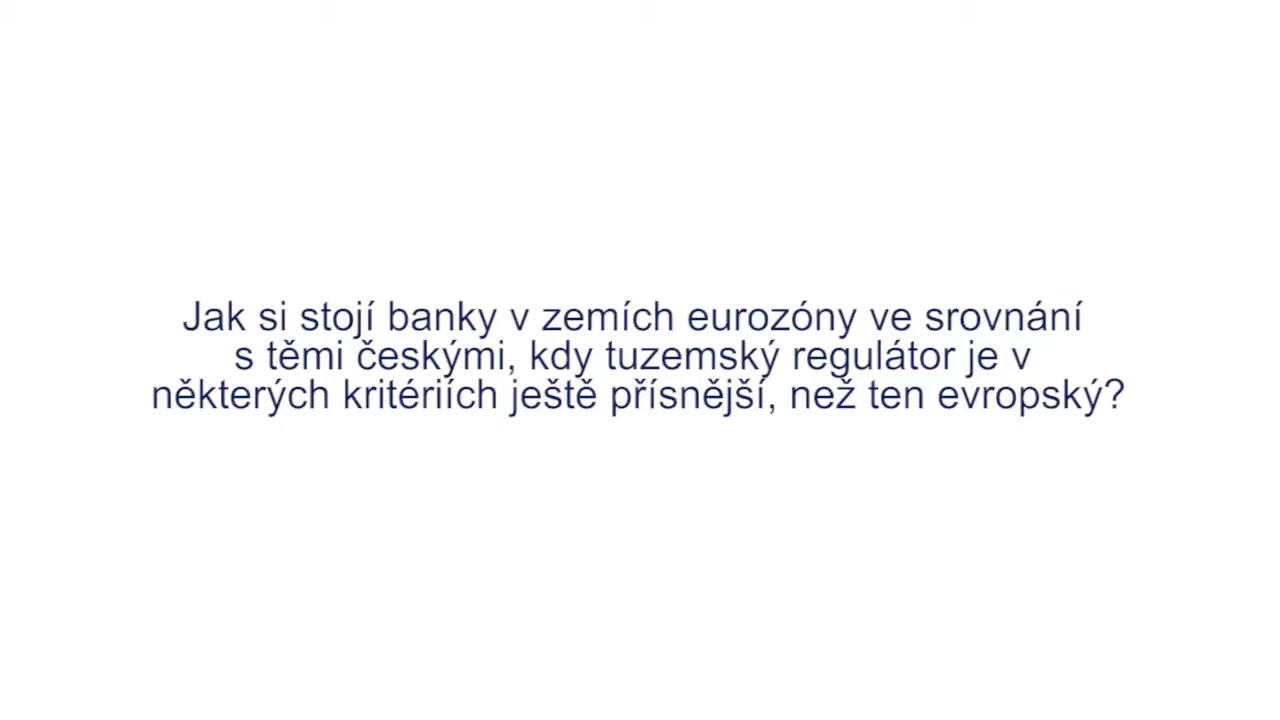 Jak si stojí banky v zemích eurozóny ve srovnání
s těmi českými, kdy tuzemský regulátor je v
některých kritériích ještě přísnější, než ten evropský?